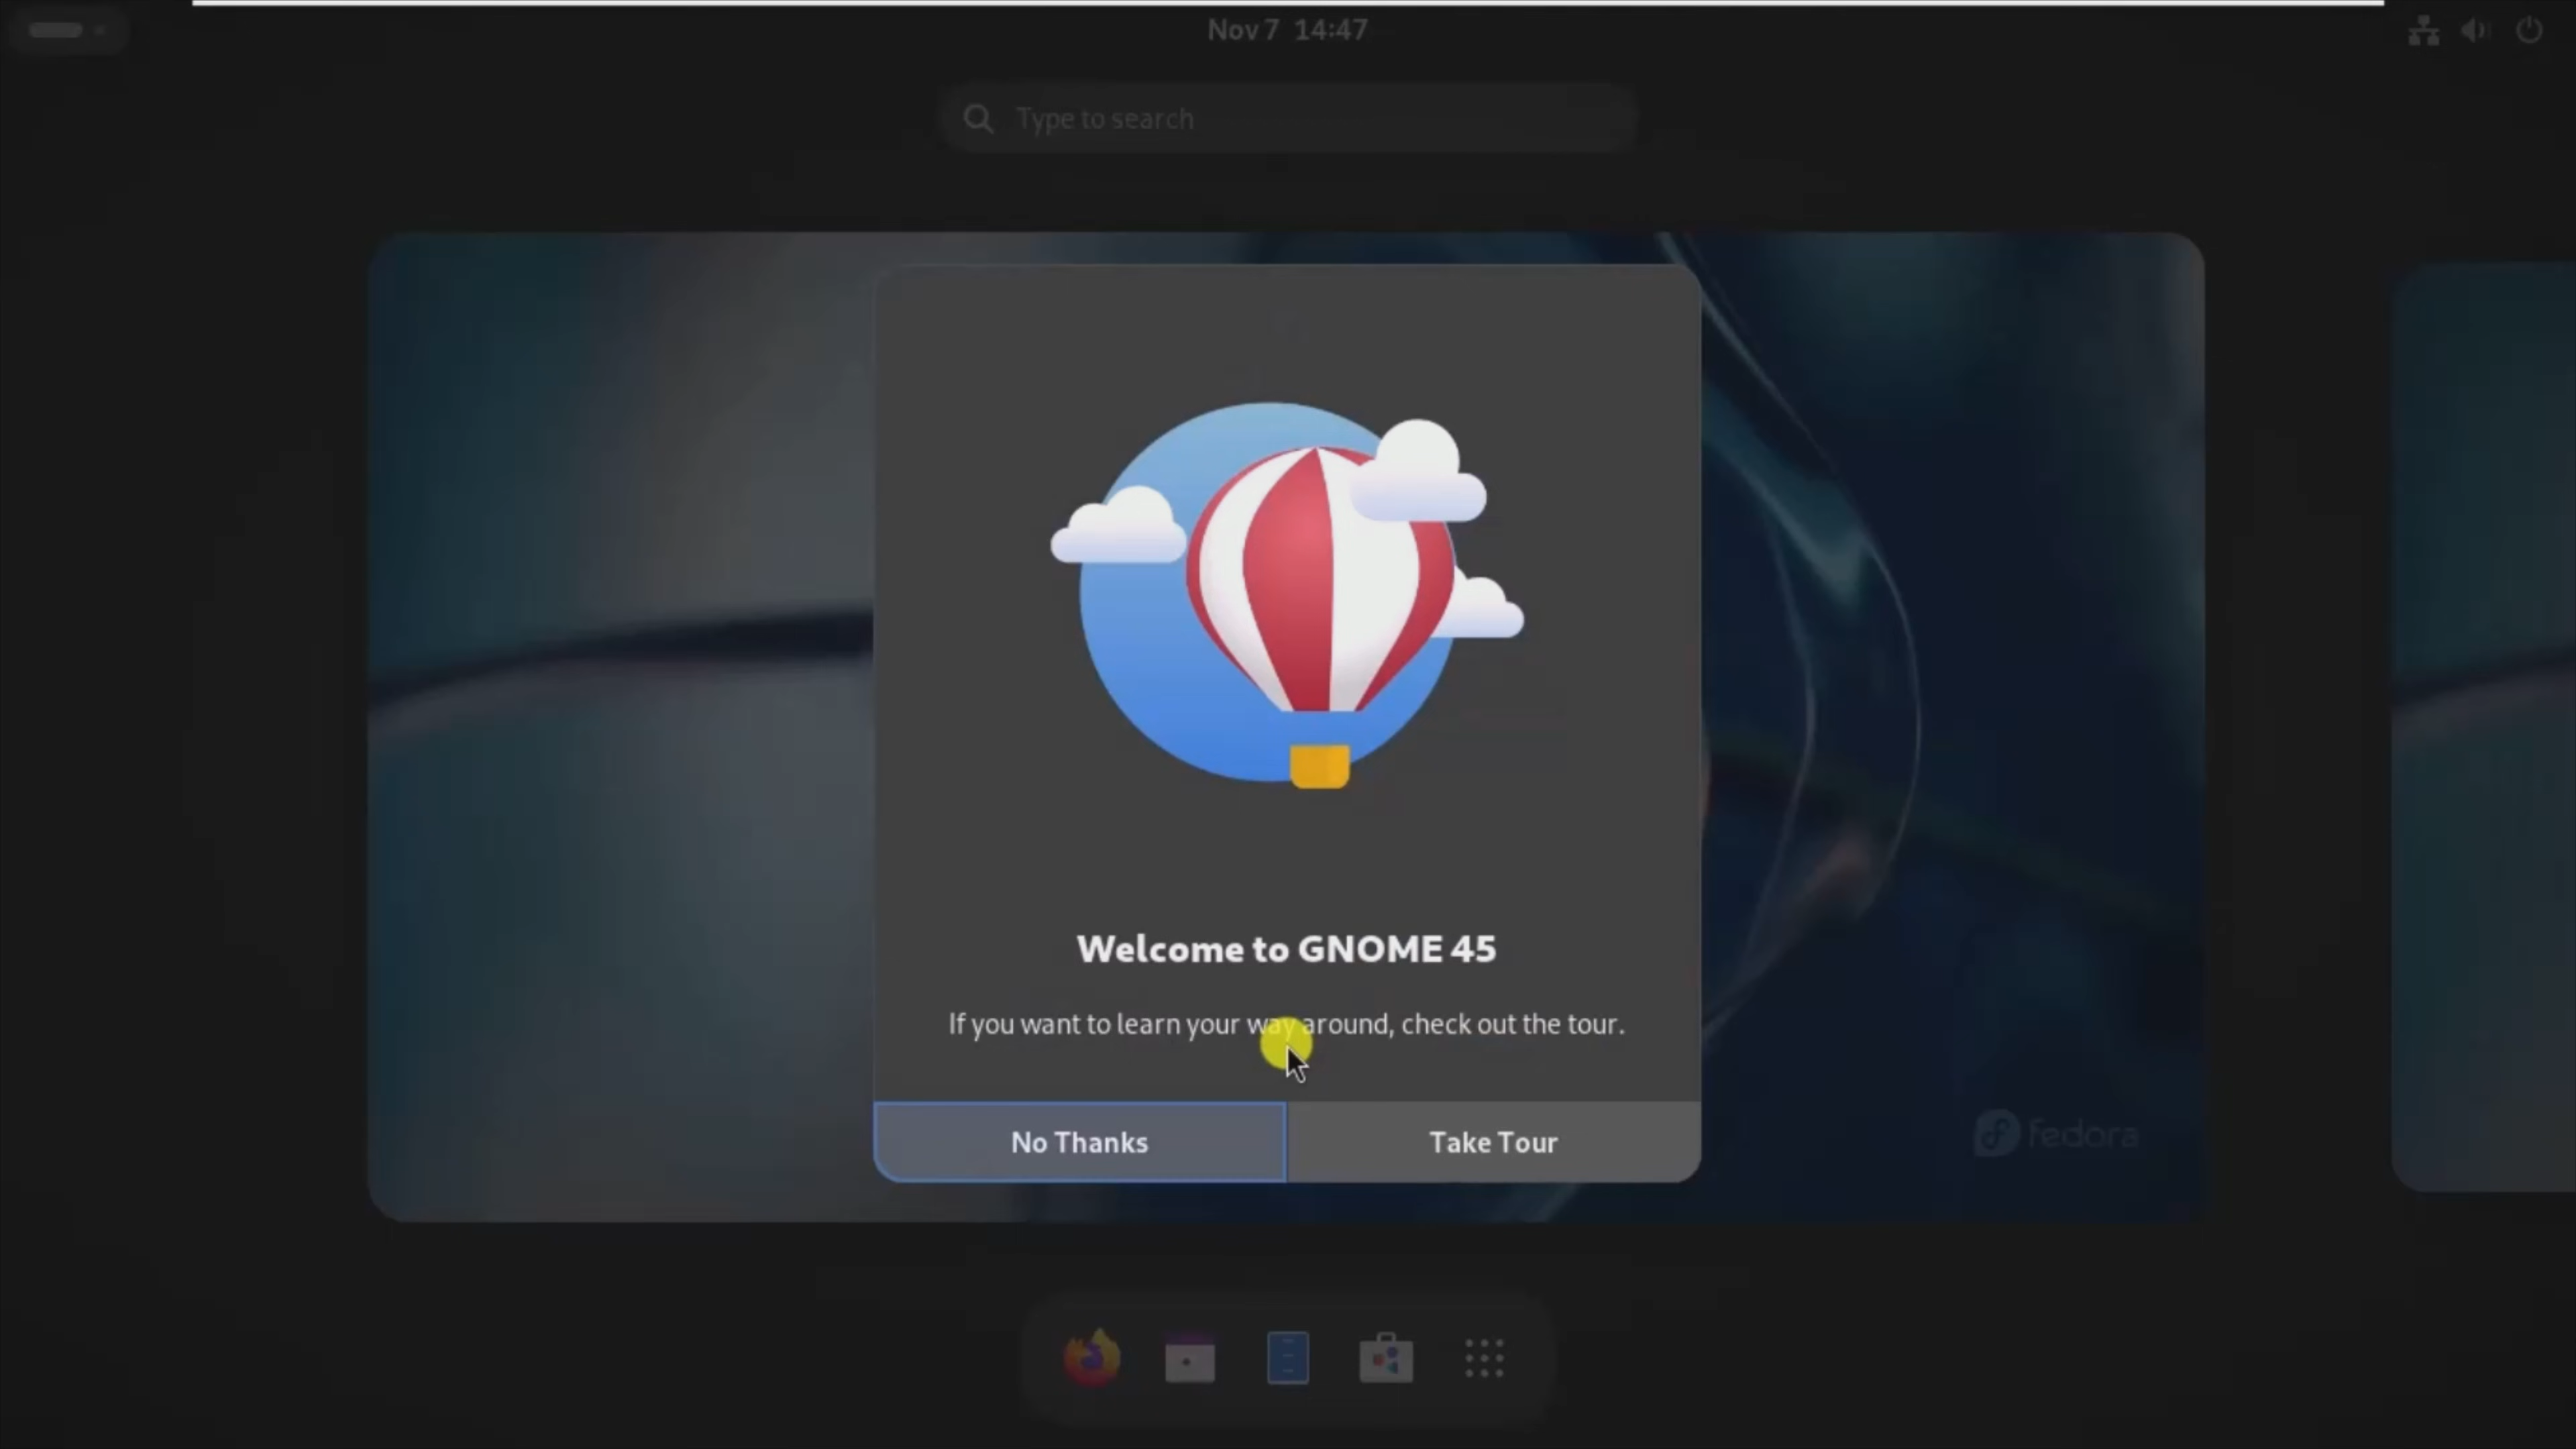 Nov 7 14:47
Type to search
Welcome to GNOME 45
If you want to learn your way around, check out the tour.
No Thanks
Take Tour
fedora